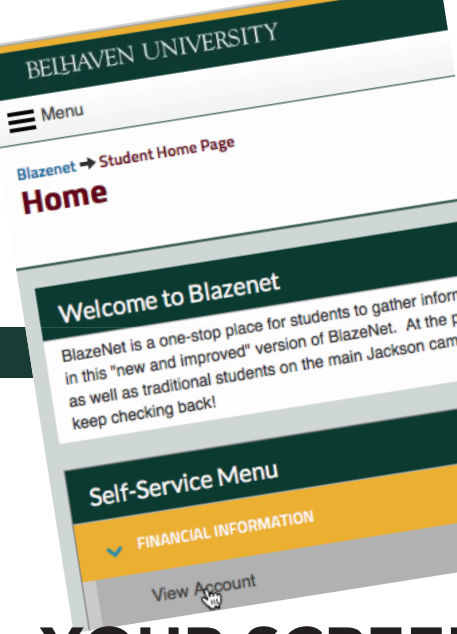 BELHAVEN UNIVERSITY
Menu
Blazenet ➔ Student Home Page
Home
Welcome to Blazenet
BlazeNet is a one-stop place for students to gather
in this "new and improved" version of BlazeNet. At the
as well as traditional students on the main Jackson
keep checking back!
Self-Service Menu
FINANCIAL INFORMATION
View Account
YOUR